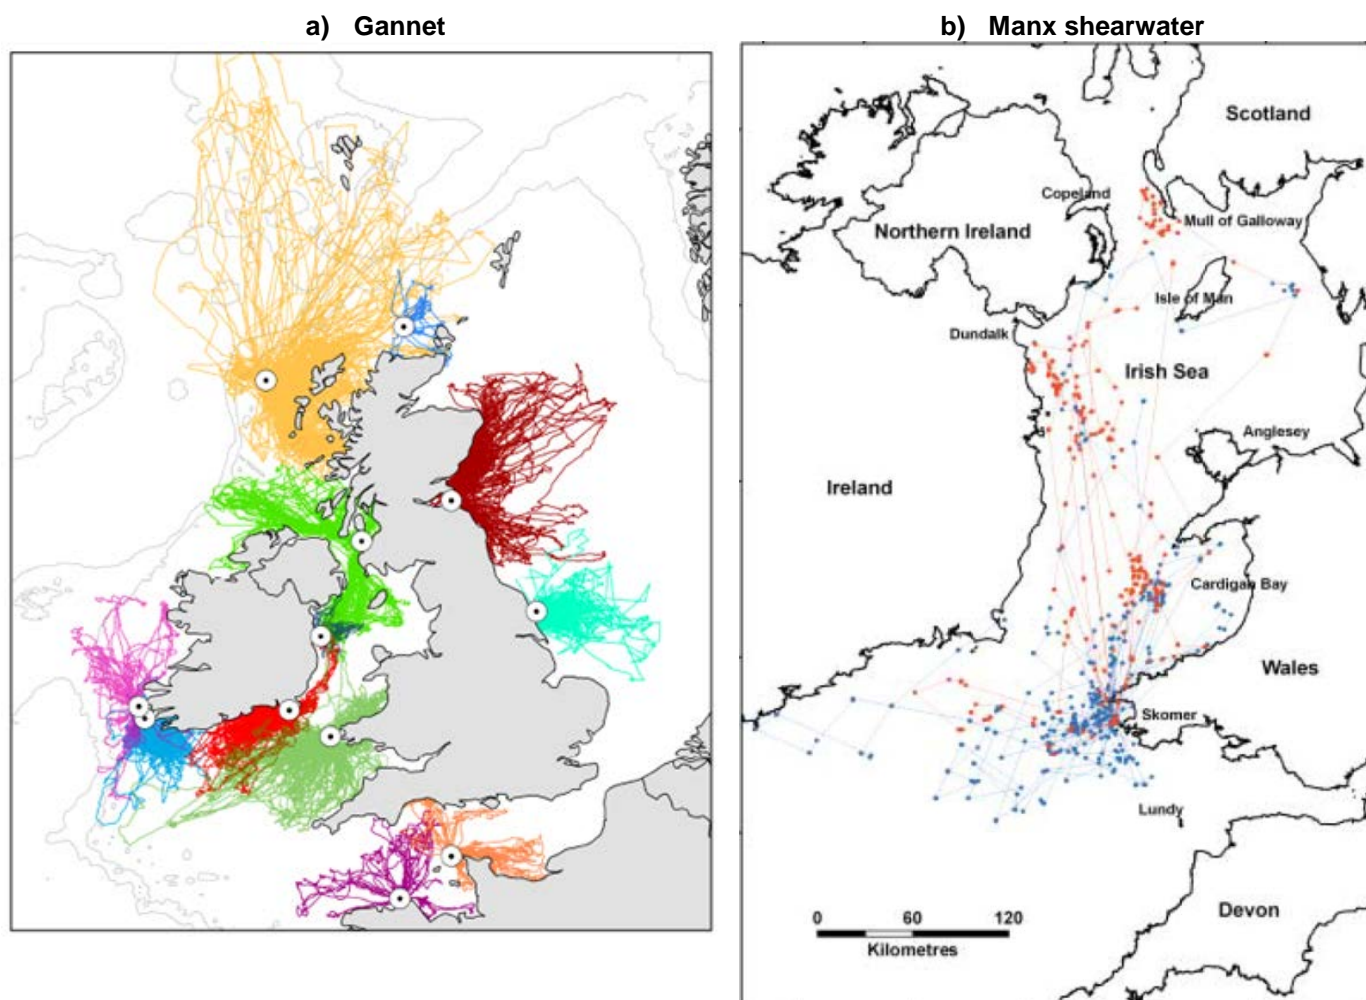 a) Gannet
b) Manx shearwater
Scotland
Copeland
Mull of Galloway
Northern Ireland
Isle of Man
Dundalk
Irish Sea
Anglesey
Ireland
Cardigan Bay
Wales
Skomer
Lundy
Devon
0 60 120
Kilometres